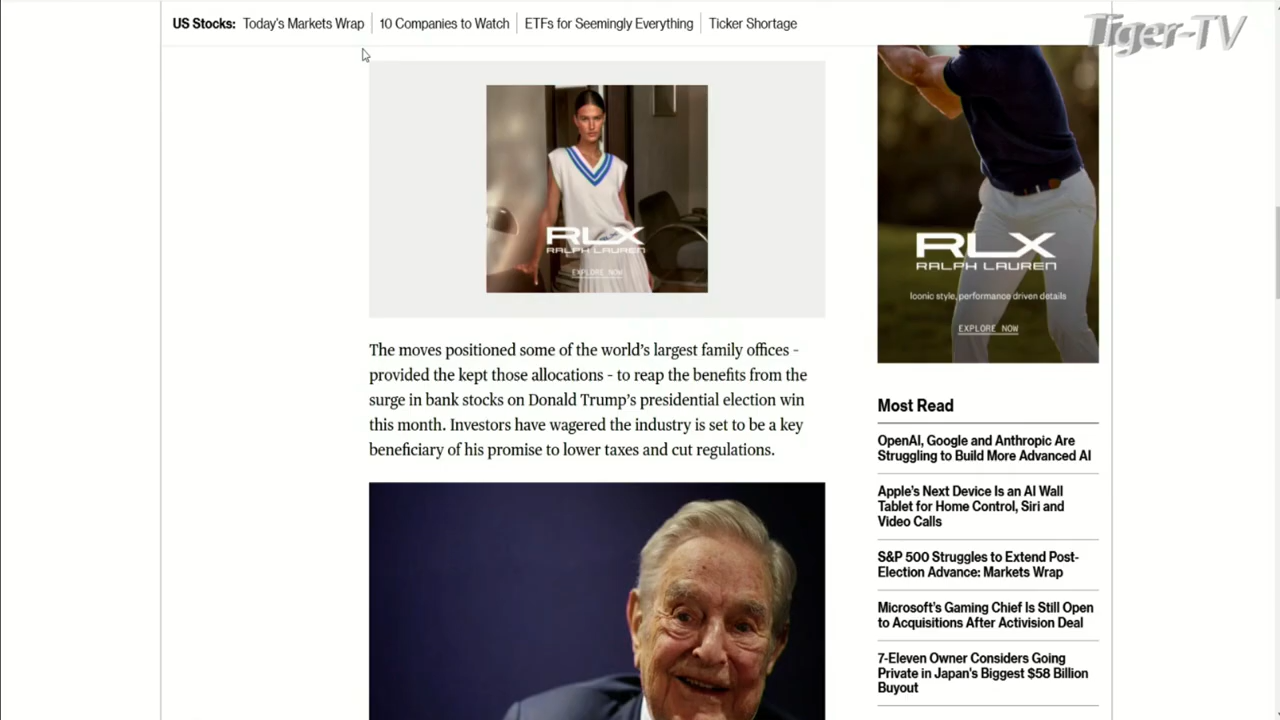 US Stocks: Today's Markets Wrap 10 Companies to Watch ETFs for Seemingly Everything Ticker Shortage
Tiger-TV
RLX
RALPH LAUREN
EXPLORE NOW
RLX
RALPH LAUREN
Iconic style, performance driven details
EXPLORE NOW
The moves positioned some of the world's largest family offices -
provided the kept those allocations - to reap the benefits from the
surge in bank stocks on Donald Trump's presidential election win
this month. Investors have wagered the industry is set to be a key
beneficiary of his promise to lower taxes and cut regulations.
Most Read
OpenAI, Google and Anthropic Are
Struggling to Build More Advanced AI
Apple's Next Device Is an AI Wall
Tablet for Home Control, Siri and
Video Calls
S&P 500 Struggles to Extend Post-
Election Advance: Markets Wrap
Microsoft's Gaming Chief Is Still Open
to Acquisitions After Activision Deal
7-Eleven Owner Considers Going
Private in Japan's Biggest $58 Billion
Buyout